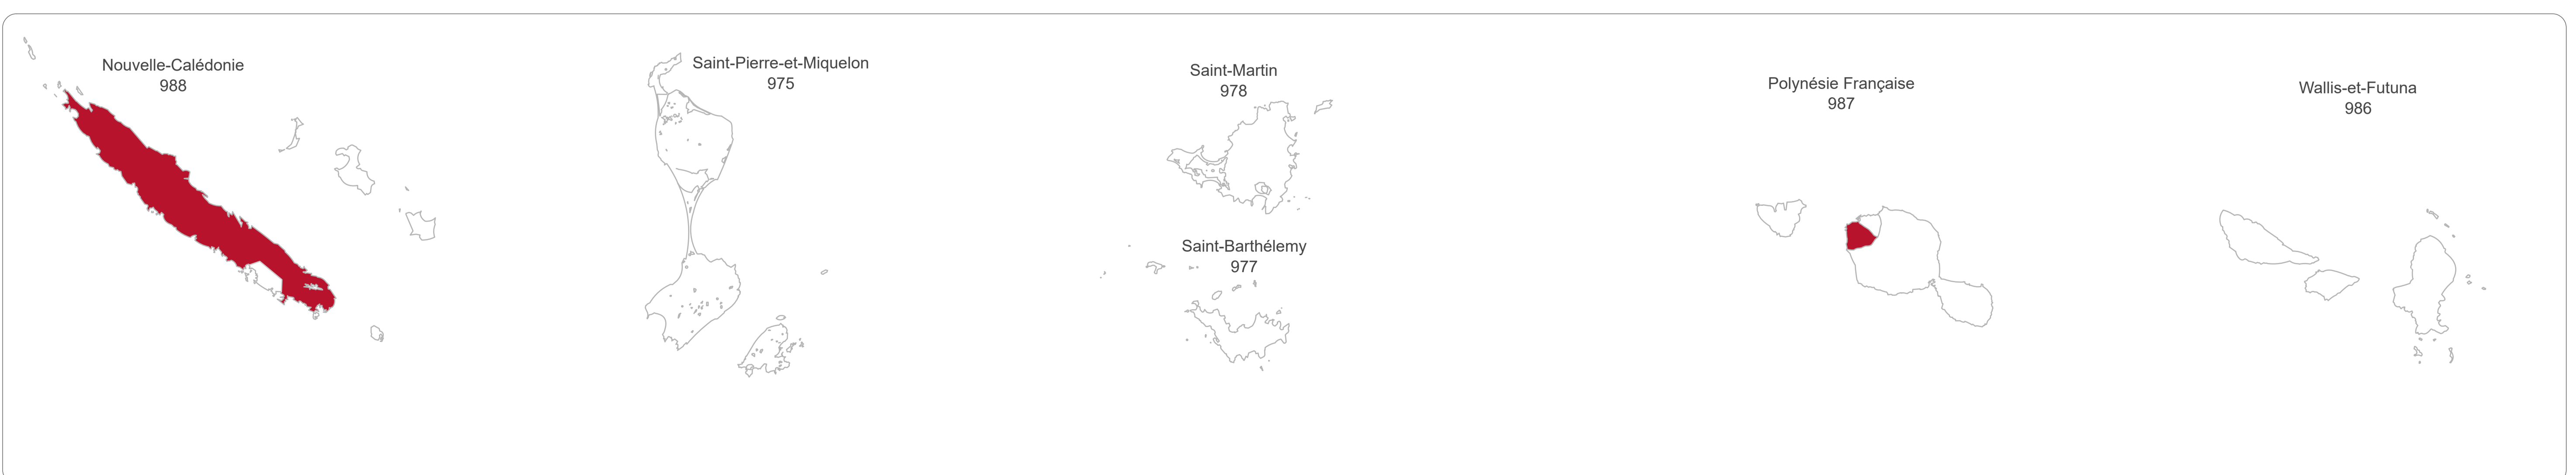 Nouvelle-Calédonie
988
Saint-Pierre-et-Miquelon
975
Saint-Martin
978
Saint-Barthélemy
977
Polynésie Française
987
Wallis-et-Futuna
986